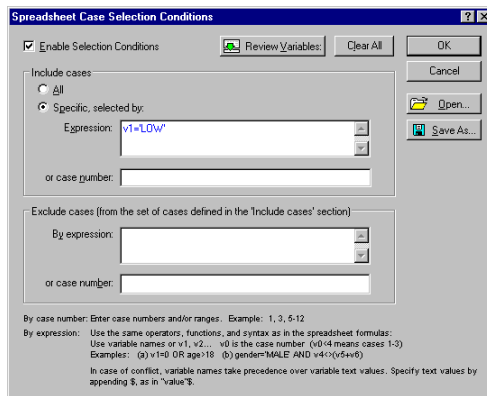 Spreadsheet Case Selection Conditions
Enable Selection Conditions
Review Variables:
Clear All
OK
Cancel
Open...
Save As...
Include cases
All
Specific, selected by:
Expression: v1='LOW'
or case number:
Exclude cases (from the set of cases defined in the 'Include cases' section)
By expression:
or case number:
By case number: Enter case numbers and/or ranges. Example: 1, 3, 5-12
By expression: Use the same operators, functions, and syntax as in the spreadsheet formulas:
Use variable names or v1, v2... v0 is the case number (v0<4 means cases 1-3)
Examples: (a) v1=0 OR age>18 (b) gender='MALE' AND v4<>(v5+v6)
In case of conflict, variable names take precedence over variable text values. Specify text values by
appending $, as in "value"$.